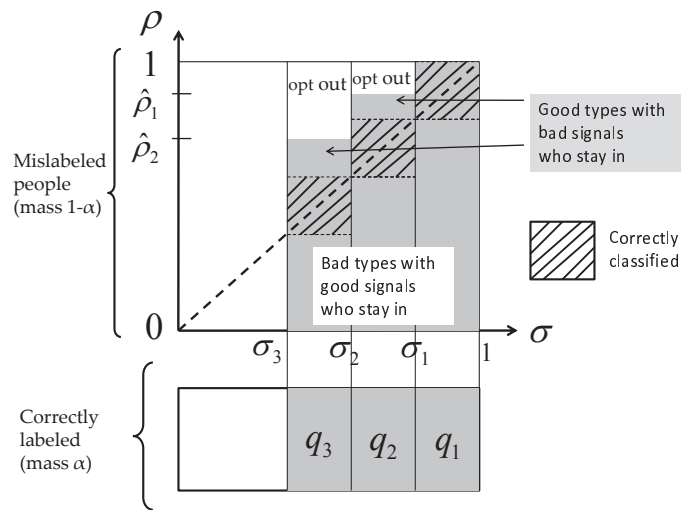 ρ
1
ρ̂₁
ρ̂₂
0
Mislabeled
people
(mass 1-α)
opt out
opt out
Good types with
bad signals
who stay in
Correctly
classified
Bad types with
good signals
who stay in
σ₃
σ₂
σ₁
1
σ
Correctly
labeled
(mass α)
q₃
q₂
q₁